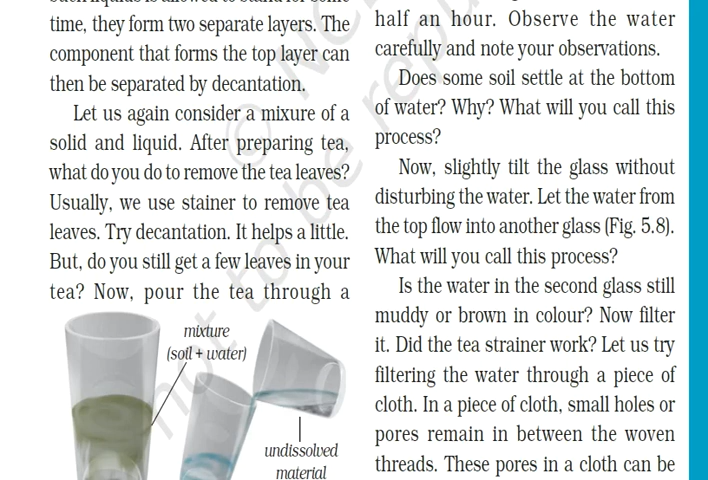 time, they form two separate layers. The
component that forms the top layer can
then be separated by decantation.
Let us again consider a mixure of a
solid and liquid. After preparing tea,
what do you do to remove the tea leaves?
Usually, we use stainer to remove tea
leaves. Try decantation. It helps a little.
But, do you still get a few leaves in your
tea? Now, pour the tea through a
mixture
(soil + water)
undissolved
material
half an hour. Observe the water
carefully and note your observations.
Does some soil settle at the bottom
of water? Why? What will you call this
process?
Now, slightly tilt the glass without
disturbing the water. Let the water from
the top flow into another glass (Fig. 5.8).
What will you call this process?
Is the water in the second glass still
muddy or brown in colour? Now filter
it. Did the tea strainer work? Let us try
filtering the water through a piece of
cloth. In a piece of cloth, small holes or
pores remain in between the woven
threads. These pores in a cloth can be
not to be repu